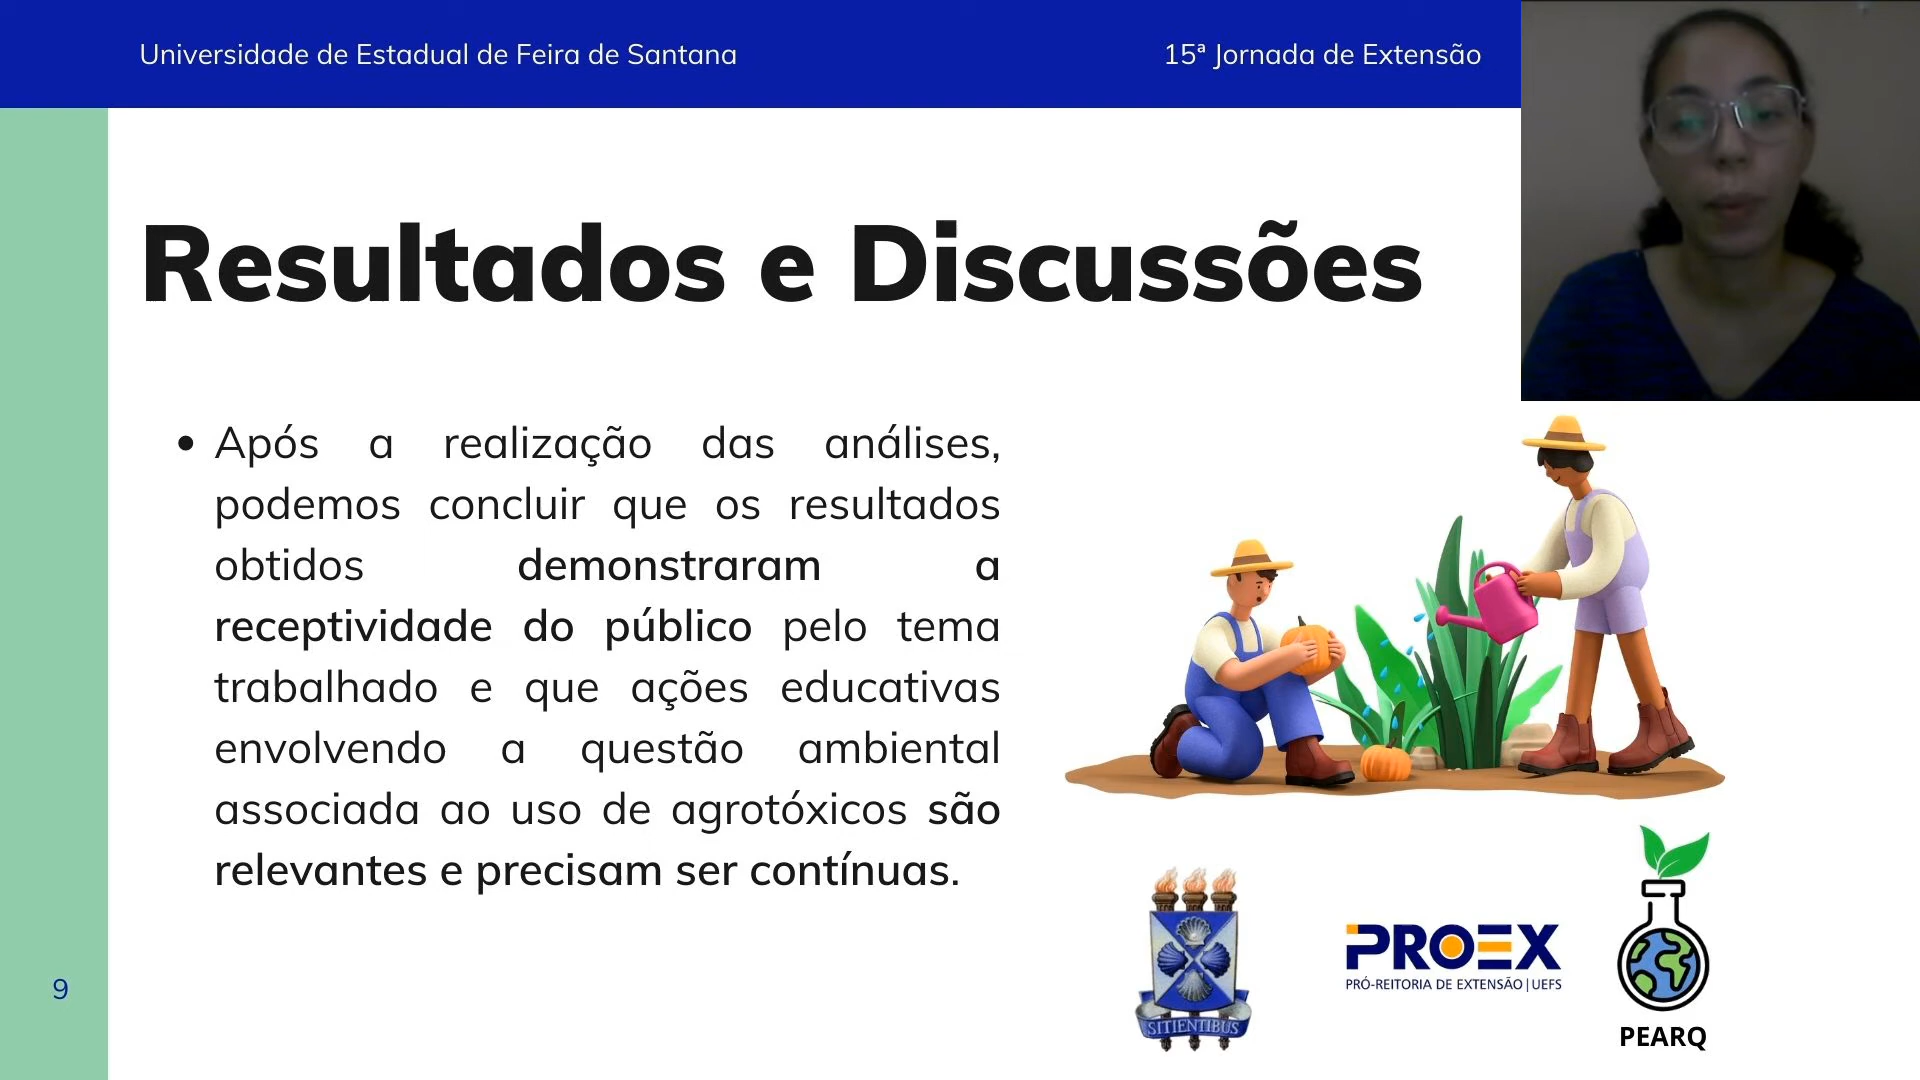 Universidade de Estadual de Feira de Santana
15ª Jornada de Extensão
Resultados e Discussões
• Após a realização das análises,
podemos concluir que os resultados
obtidos demonstraram a
receptividade do público pelo tema
trabalhado e que ações educativas
envolvendo a questão ambiental
associada ao uso de agrotóxicos são
relevantes e precisam ser contínuas.
9
SITIENTIBUS
PROEX
PRÓ-REITORIA DE EXTENSÃO | UEFS
PEARQ